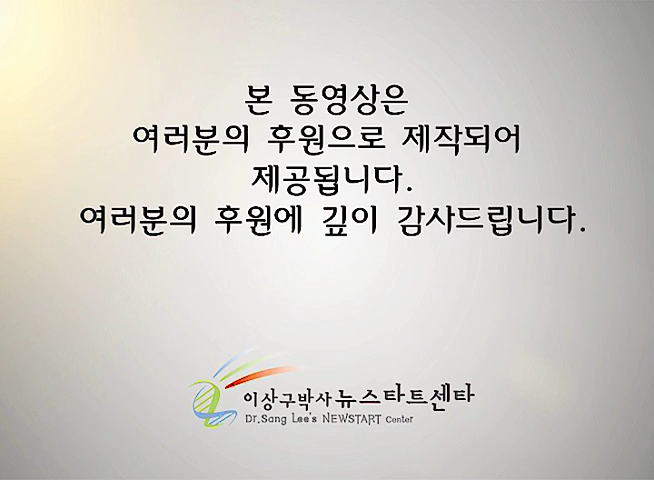 본 동영상은
여러분의 후원으로 제작되어
제공됩니다.
여러분의 후원에 깊이 감사드립니다.
이상구박사 뉴스타트센타
Dr.Sang Lee's NEWSTART Center